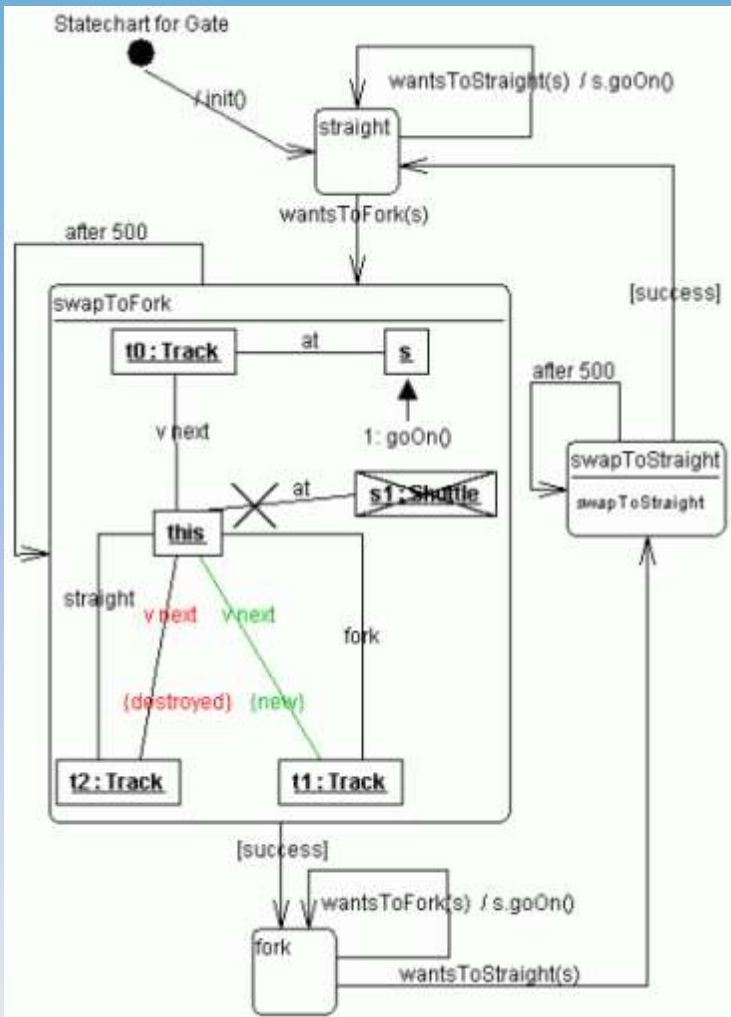 Statechart for Gate
/ init()
wantsToStraight(s) / s.goOn()
straight
wantsToFork(s)
after 500
[success]
swapToFork
t0 : Track
at
s
v next
1: goOn()
after 500
swapToStraight
swapToStraight
at
s1 : Shuttle
this
straight
v next
v next
fork
{destroyed}
{new}
t2 : Track
t1 : Track
[success]
wantsToFork(s) / s.goOn()
fork
wantsToStraight(s)